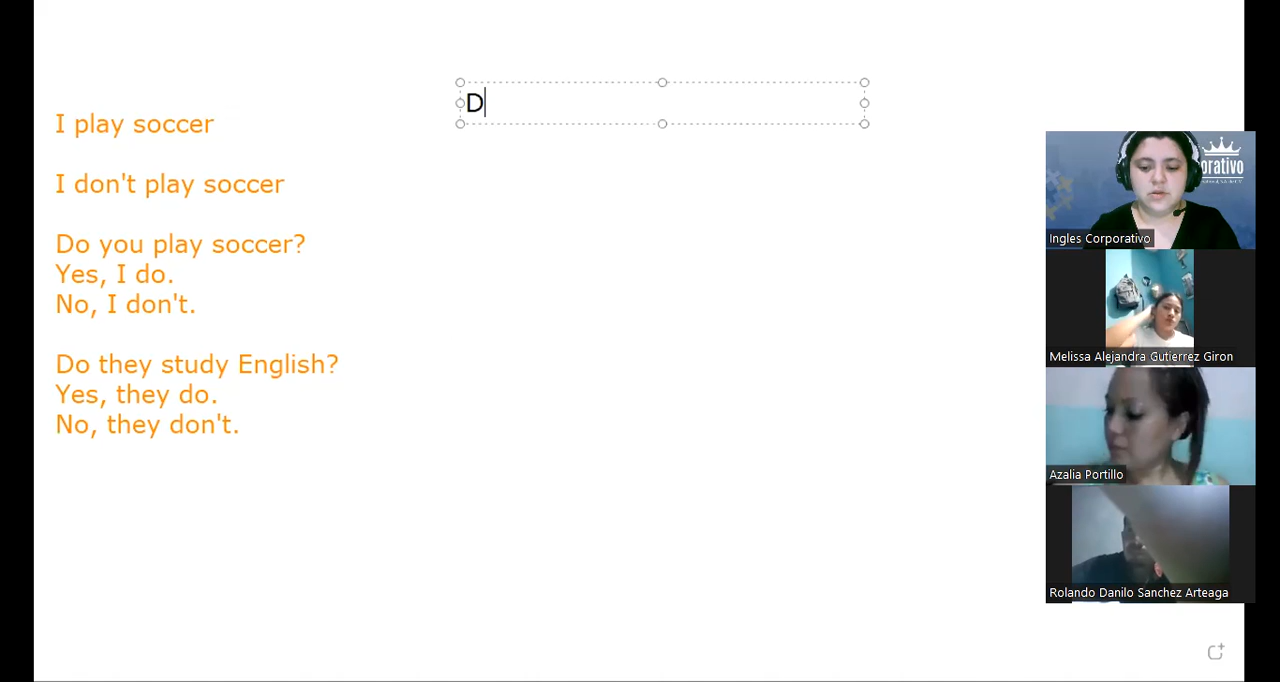 D
I play soccer
I don't play soccer
Do you play soccer?
Yes, I do.
No, I don't.
Do they study English?
Yes, they do.
No, they don't.
orativo
Ingles Corporativo
Melissa Alejandra Gutierrez Giron
Azalia Portillo
Rolando Danilo Sanchez Arteaga